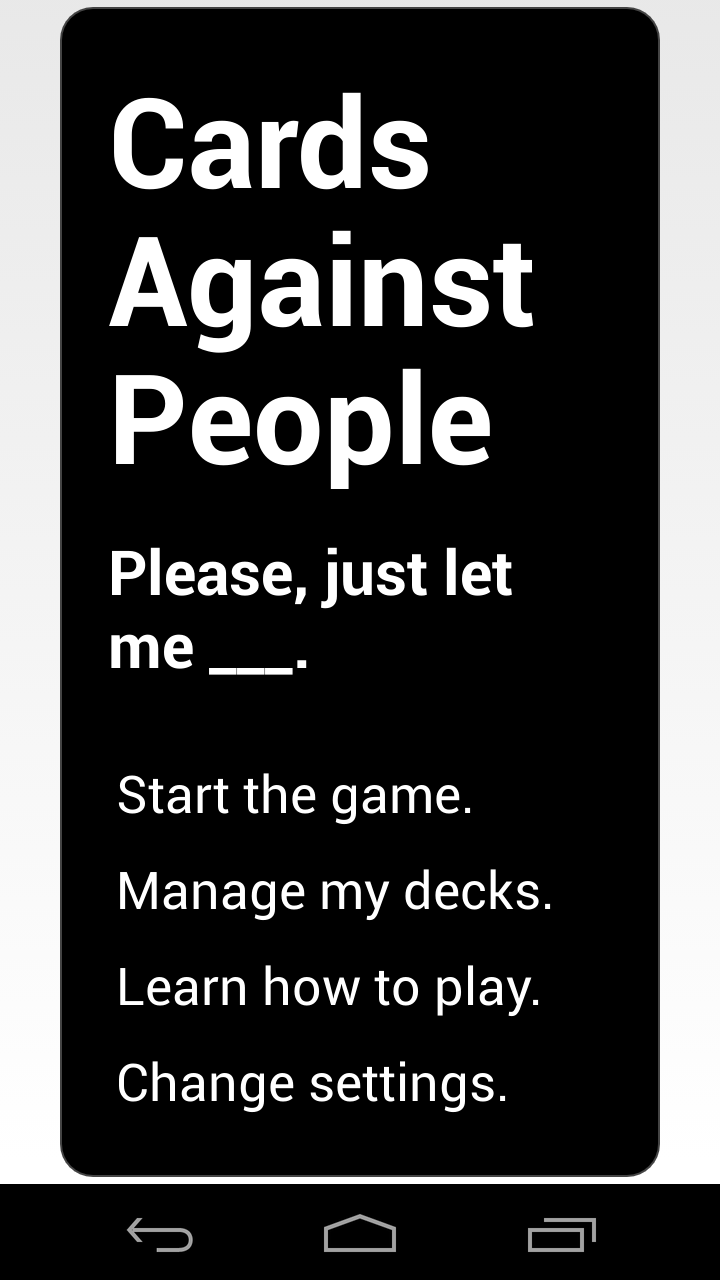 Cards
Against
People
Please, just let
me ___.
Start the game.
Manage my decks.
Learn how to play.
Change settings.